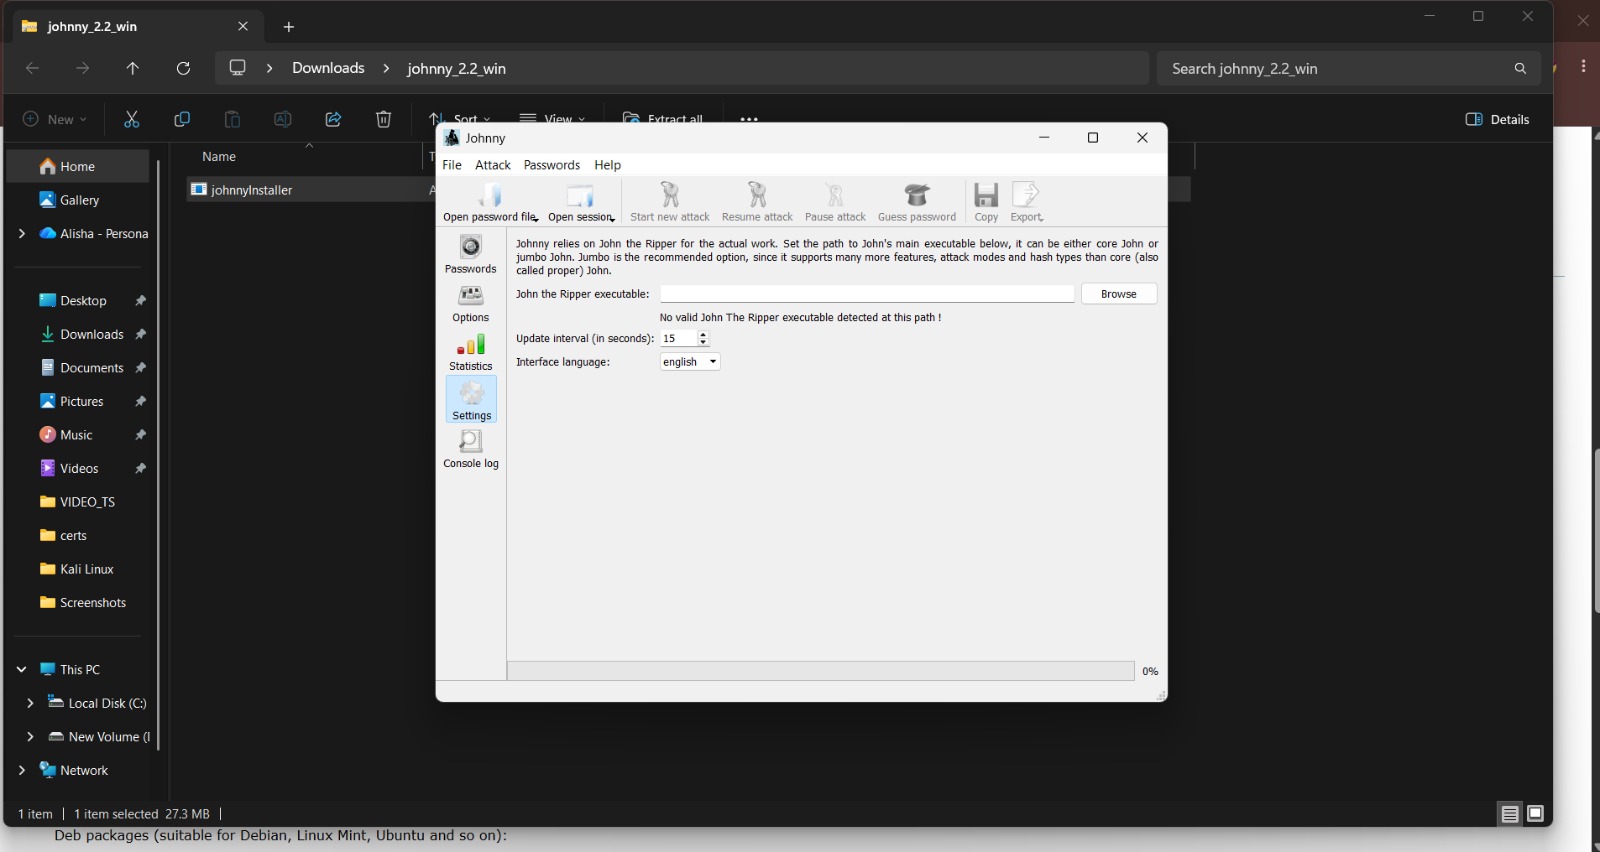 johnny_2.2_win
Downloads
johnny_2.2_win
Search johnny_2.2_win
New
Sort
View
Extract all
Details
Name
johnnyInstaller
Home
Gallery
Alisha - Persona
Desktop
Downloads
Documents
Pictures
Music
Videos
VIDEO_TS
certs
Kali Linux
Screenshots
This PC
Local Disk (C:)
New Volume (
Network
1 item
1 item selected 27.3 MB
Johnny
File Attack Passwords Help
Open password file
Open session
Start new attack
Resume attack
Pause attack
Guess password
Copy
Export
Passwords
Options
Statistics
Settings
Console log
Johnny relies on John the Ripper for the actual work. Set the path to John's main executable below, it can be either core John or
jumbo John. Jumbo is the recommended option, since it supports many more features, attack modes and hash types than core (also
called proper) John.
John the Ripper executable:
Browse
No valid John The Ripper executable detected at this path !
Update interval (in seconds): 15
Interface language: english
0%
Deb packages (suitable for Debian, Linux Mint, Ubuntu and so on):